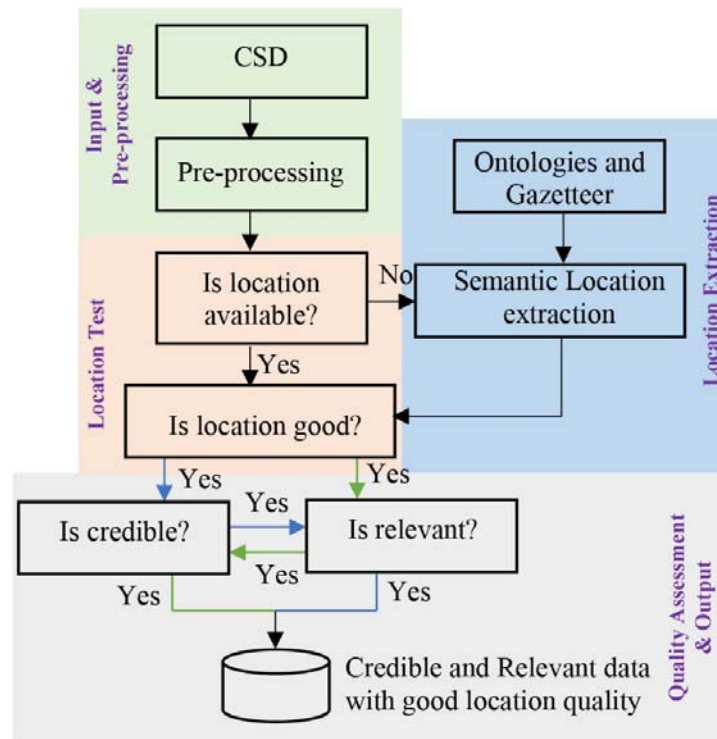 CSD
Input &
Pre-processing
Pre-processing
Ontologies and
Gazetteer
Is location
available?
No
Semantic Location
extraction
Location Extraction
Location Test
Yes
Is location good?
Yes
Yes
Is credible?
Yes
Is relevant?
Yes
Yes
Yes
Credible and Relevant data
with good location quality
Quality Assessment
& Output